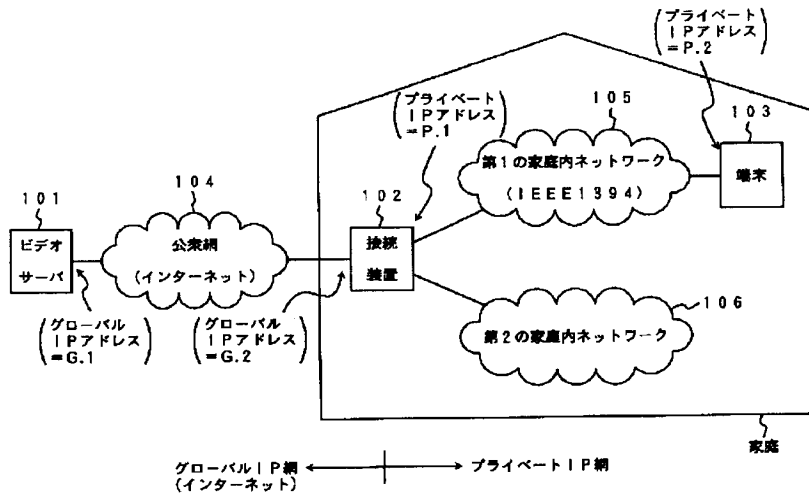 プライベート
IPアドレス
=P.2
プライベート
IPアドレス
=P.1
105
103
104
101
102
第1の家庭内ネットワーク
(IEEE1394)
端末
ビデオ
サーバ
公衆網
(インターネット)
接続
装置
106
グローバル
IPアドレス
=G.1
グローバル
IPアドレス
=G.2
第2の家庭内ネットワーク
家庭
グローバルIP網
(インターネット)
プライベートIP網